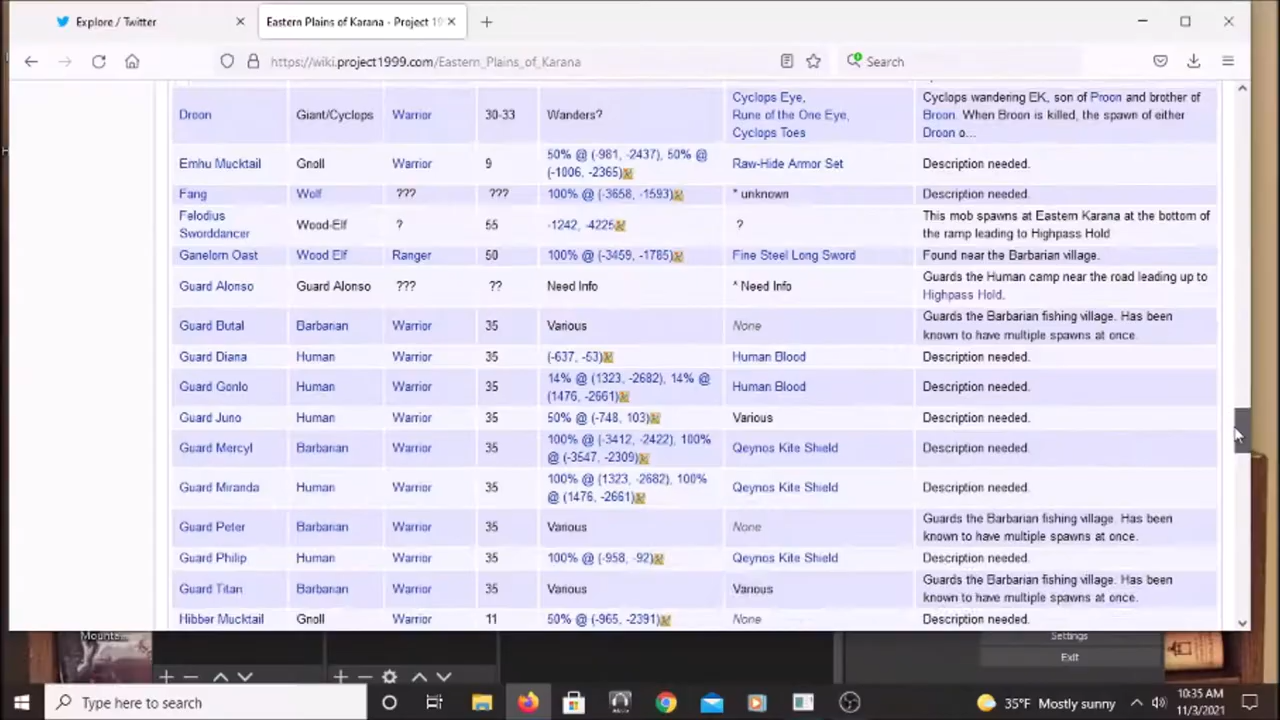 Explore / Twitter
Eastern Plains of Karana - Project 19
https://wiki.project1999.com/Eastern_Plains_of_Karana
Search
Droon Giant/Cyclops Warrior 30-33 Wanders? Cyclops Eye, Rune of the One Eye, Cyclops Toes Cyclops wandering EK, son of Proon and brother of Broon. When Broon is killed, the spawn of either Droon o...
Emhu Mucktail Gnoll Warrior 9 50% @ (-981, -2437), 50% @ (-1006, -2365) Raw-Hide Armor Set Description needed.
Fang Wolf ??? ??? 100% @ (-3658, -1593) * unknown Description needed.
Felodius Sworddancer Wood-Elf ? 55 -1242, -4225 ? This mob spawns at Eastern Karana at the bottom of the ramp leading to Highpass Hold
Ganelorn Oast Wood Elf Ranger 50 100% @ (-3459, -1785) Fine Steel Long Sword Found near the Barbarian village.
Guard Alonso Guard Alonso ??? ?? Need Info * Need Info Guards the Human camp near the road leading up to Highpass Hold.
Guard Butal Barbarian Warrior 35 Various None Guards the Barbarian fishing village. Has been known to have multiple spawns at once.
Guard Diana Human Warrior 35 (-637, -53) Human Blood Description needed.
Guard Gonlo Human Warrior 35 14% @ (1323, -2682), 14% @ (1476, -2661) Human Blood Description needed.
Guard Juno Human Warrior 35 50% @ (-748, 103) Various Description needed.
Guard Mercyl Barbarian Warrior 35 100% @ (-3412, -2422), 100% @ (-3547, -2309) Qeynos Kite Shield Description needed.
Guard Miranda Human Warrior 35 100% @ (1323, -2682), 100% @ (1476, -2661) Qeynos Kite Shield Description needed.
Guard Peter Barbarian Warrior 35 Various None Guards the Barbarian fishing village. Has been known to have multiple spawns at once.
Guard Philip Human Warrior 35 100% @ (-958, -92) Qeynos Kite Shield Description needed.
Guard Titan Barbarian Warrior 35 Various Various Guards the Barbarian fishing village. Has been known to have multiple spawns at once.
Hibber Mucktail Gnoll Warrior 11 50% @ (-965, -2391) None Description needed.
Mounta...
Settings
Exit
Type here to search
35°F Mostly sunny
10:35 AM
11/3/2021